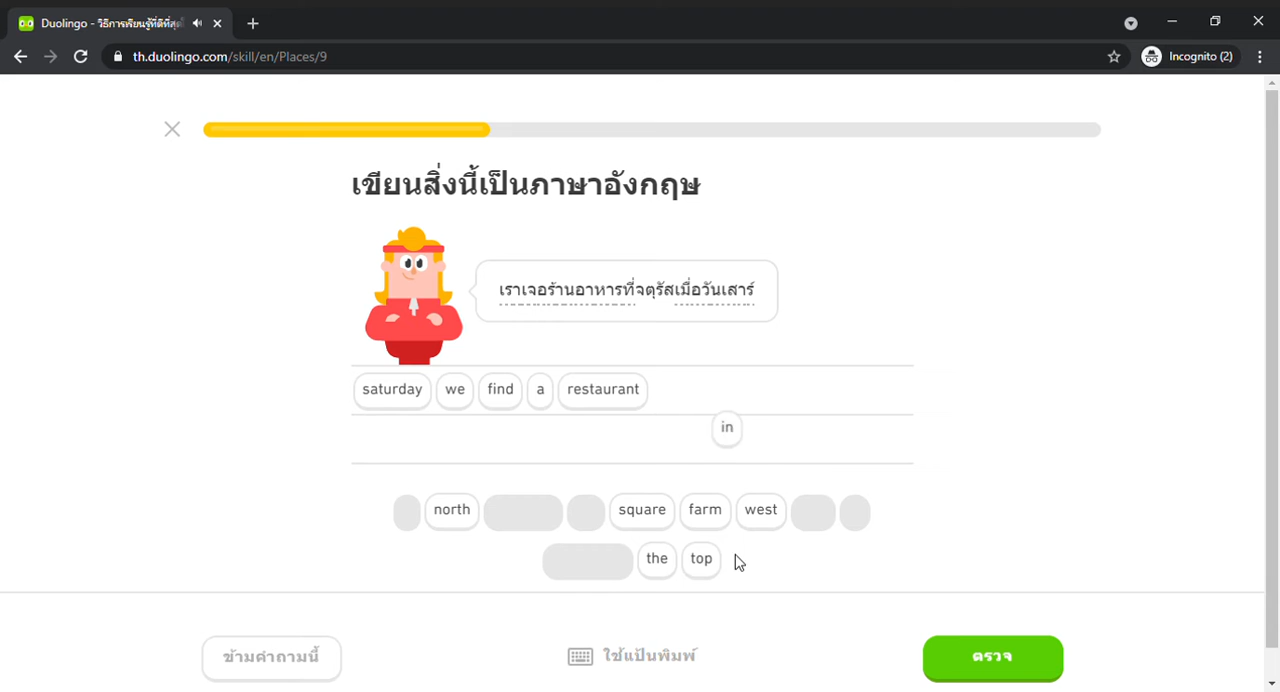 Duolingo - วิธีการเรียนรู้ที่ดีที่สุด
th.duolingo.com/skill/en/Places/9
Incognito (2)
เขียนสิ่งนี้เป็นภาษาอังกฤษ
เราเจอร้านอาหารที่จตุรัสเมื่อวันเสาร์
saturday we find a restaurant
in
north square farm west
the top
ข้ามคำถามนี้ ใช้แป้นพิมพ์ ตรวจ